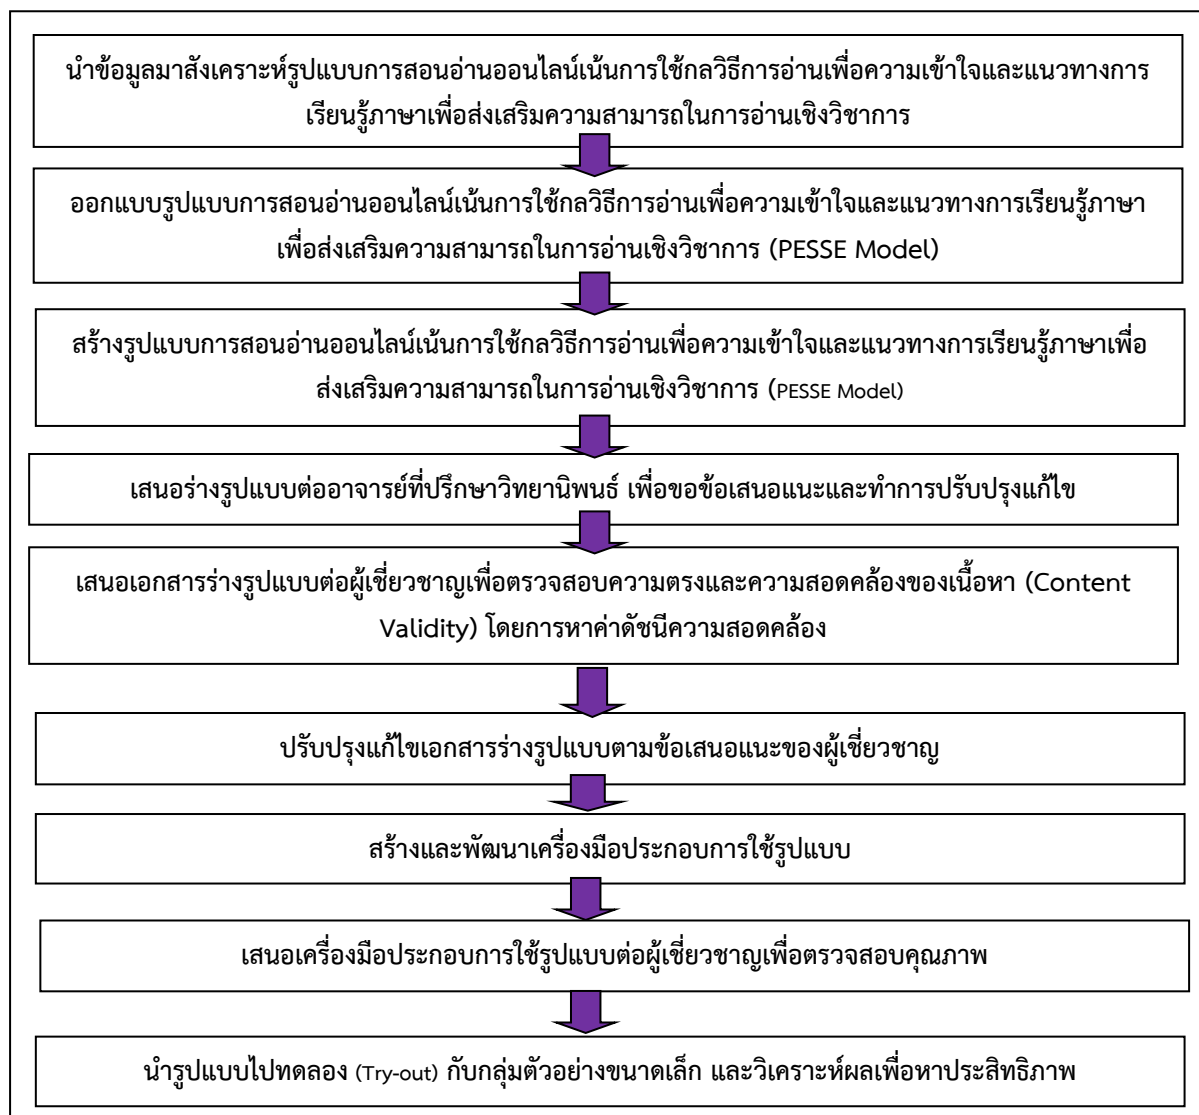 นำข้อมูลมาสังเคราะห์รูปแบบการสอนอ่านออนไลน์เน้นการใช้กลวิธีการอ่านเพื่อความเข้าใจและแนวทางการ
เรียนรู้ภาษาเพื่อส่งเสริมความสามารถในการอ่านเชิงวิชาการ
ออกแบบรูปแบบการสอนอ่านออนไลน์เน้นการใช้กลวิธีการอ่านเพื่อความเข้าใจและแนวทางการเรียนรู้ภาษา
เพื่อส่งเสริมความสามารถในการอ่านเชิงวิชาการ (PESSE Model)
สร้างรูปแบบการสอนอ่านออนไลน์เน้นการใช้กลวิธีการอ่านเพื่อความเข้าใจและแนวทางการเรียนรู้ภาษาเพื่อ
ส่งเสริมความสามารถในการอ่านเชิงวิชาการ (PESSE Model)
เสนอร่างรูปแบบต่ออาจารย์ที่ปรึกษาวิทยานิพนธ์ เพื่อขอข้อเสนอแนะและทำการปรับปรุงแก้ไข
เสนอเอกสารร่างรูปแบบต่อผู้เชี่ยวชาญเพื่อตรวจสอบความตรงและความสอดคล้องของเนื้อหา (Content
Validity) โดยการหาค่าดัชนีความสอดคล้อง
ปรับปรุงแก้ไขเอกสารร่างรูปแบบตามข้อเสนอแนะของผู้เชี่ยวชาญ
สร้างและพัฒนาเครื่องมือประกอบการใช้รูปแบบ
เสนอเครื่องมือประกอบการใช้รูปแบบต่อผู้เชี่ยวชาญเพื่อตรวจสอบคุณภาพ
นำรูปแบบไปทดลอง (Try-out) กับกลุ่มตัวอย่างขนาดเล็ก และวิเคราะห์ผลเพื่อหาประสิทธิภาพ